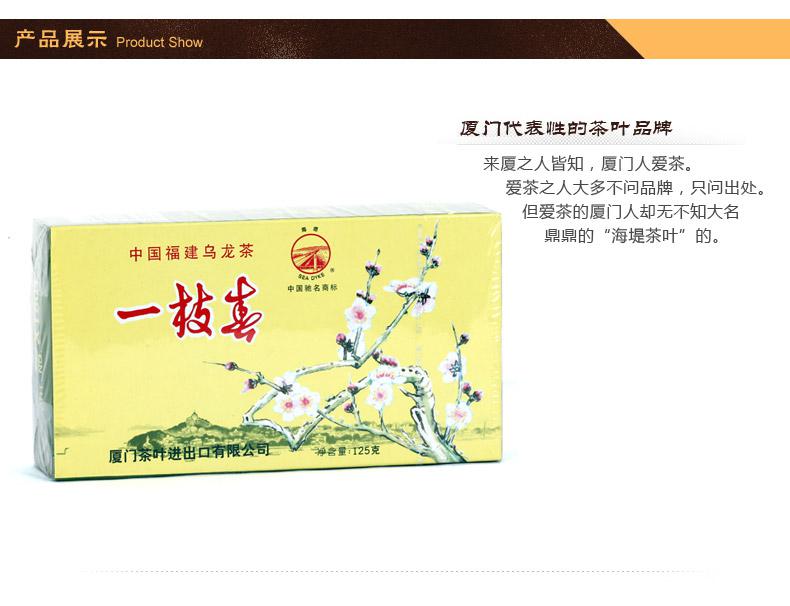 产品展示 Product Show
厦门代表性的茶叶品牌
来厦之人皆知，厦门人爱茶。
爱茶之人大多不问品牌，只问出处。
但爱茶的厦门人却无不知大名
鼎鼎的“海堤茶叶”的。
中国福建乌龙茶
海堤
SEA DYKE
®
中国驰名商标
一枝春
厦门茶叶进出口有限公司
净含量:125克